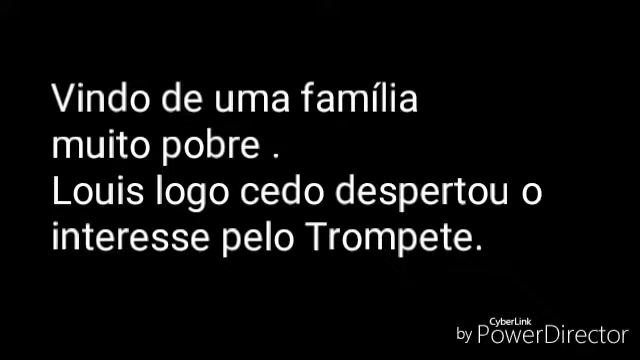 Vindo de uma família
muito pobre .
Louis logo cedo despertou o
interesse pelo Trompete.
CyberLink
by PowerDirector